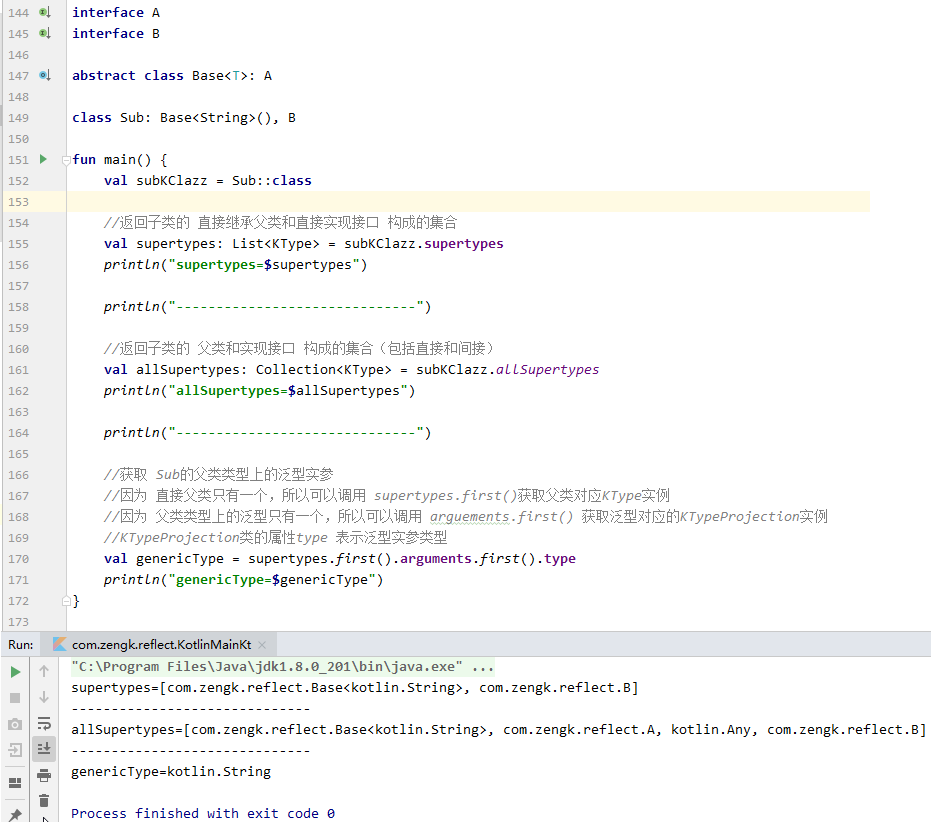 144 interface A
145 interface B
146
147 abstract class Base<T>: A
148
149 class Sub: Base<String>(), B
150
151 fun main() {
152     val subKClazz = Sub::class
153
154     //返回子类的 直接继承父类和直接实现接口 构成的集合
155     val supertypes: List<KType> = subKClazz.supertypes
156     println("supertypes=$supertypes")
157
158     println("------------------------------")
159
160     //返回子类的 父类和实现接口 构成的集合（包括直接和间接）
161     val allSupertypes: Collection<KType> = subKClazz.allSupertypes
162     println("allSupertypes=$allSupertypes")
163
164     println("------------------------------")
165
166     //获取 Sub的父类类型上的泛型实参
167     //因为 直接父类只有一个，所以可以调用 supertypes.first()获取父类对应KType实例
168     //因为 父类类型上的泛型只有一个，所以可以调用 arguements.first() 获取泛型对应的KTypeProjection实例
169     //KTypeProjection类的属性type 表示泛型实参类型
170     val genericType = supertypes.first().arguments.first().type
171     println("genericType=$genericType")
172 }
173
Run: com.zengk.reflect.KotlinMainKt ×
"C:\Program Files\Java\jdk1.8.0_201\bin\java.exe" ...
supertypes=[com.zengk.reflect.Base<kotlin.String>, com.zengk.reflect.B]
------------------------------
allSupertypes=[com.zengk.reflect.Base<kotlin.String>, com.zengk.reflect.A, kotlin.Any, com.zengk.reflect.B]
------------------------------
genericType=kotlin.String
Process finished with exit code 0